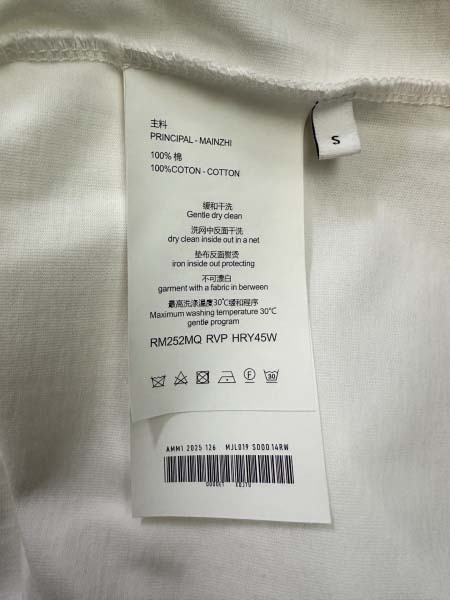 主料
PRINCIPAL - MAINZHI
100% 棉
100%COTON - COTTON
S
缓和干洗
Gentle dry clean
洗网中反面干洗
dry clean inside out in a net
垫布反面熨烫
iron inside out protecting
不可漂白
garment with a fabric in berween
最高洗涤温度30℃缓和程序
Maximum washing temperature 30℃
gentle program
RM252MQ RVP HRY45W
F
30
AMM1 2025 126 MJL019 S000 14RW